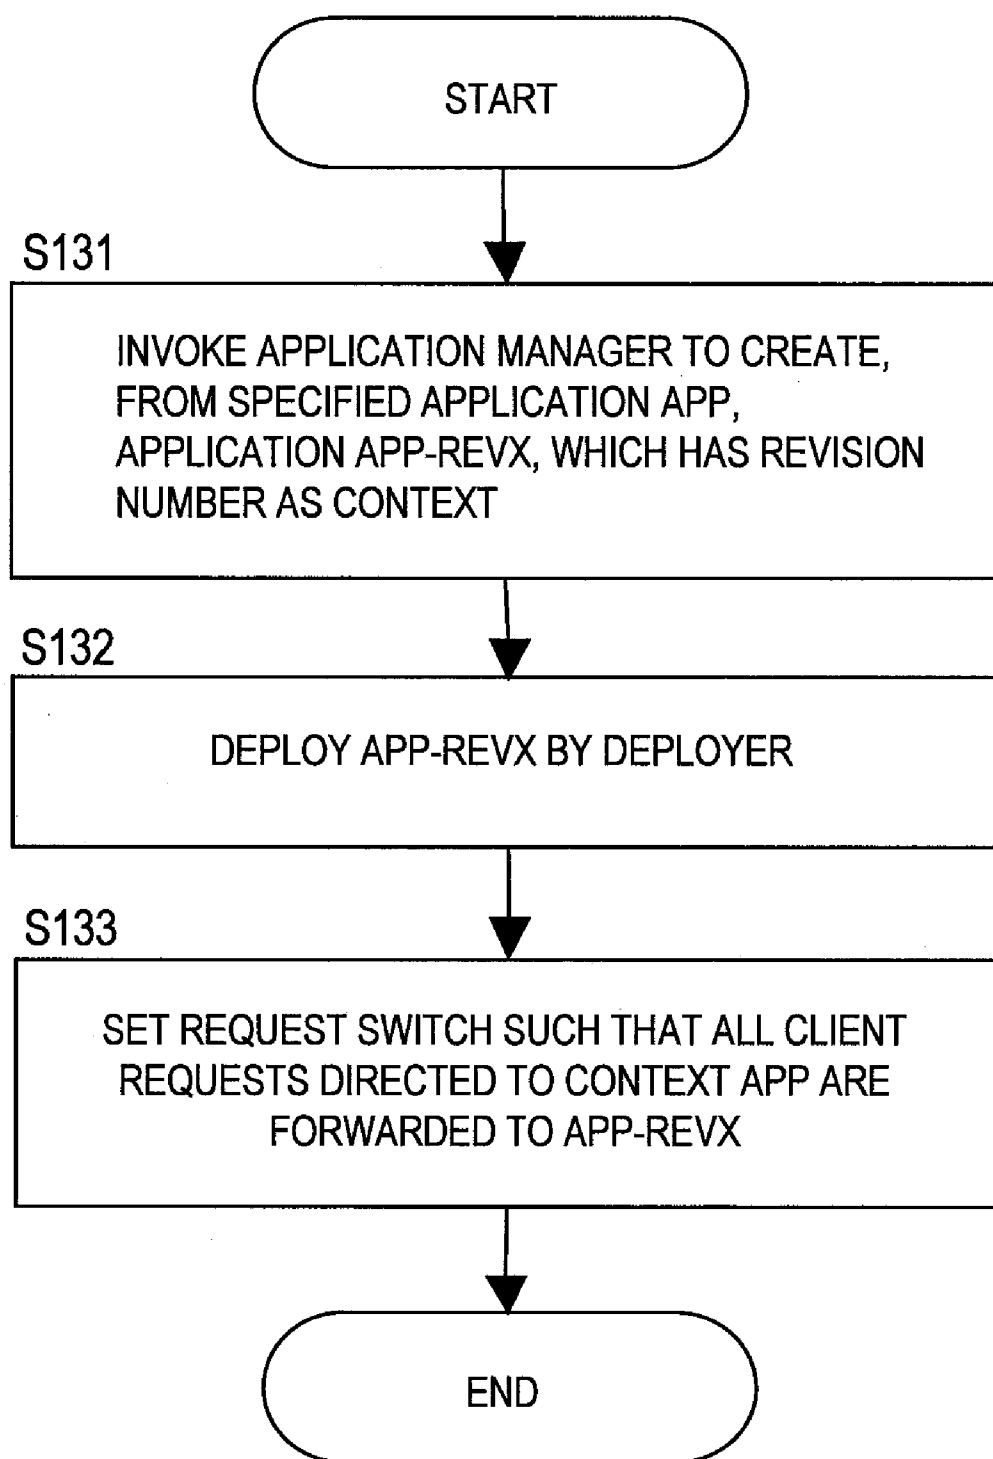 START
S131
INVOKE APPLICATION MANAGER TO CREATE,
FROM SPECIFIED APPLICATION APP,
APPLICATION APP-REVX, WHICH HAS REVISION
NUMBER AS CONTEXT
S132
DEPLOY APP-REVX BY DEPLOYER
S133
SET REQUEST SWITCH SUCH THAT ALL CLIENT
REQUESTS DIRECTED TO CONTEXT APP ARE
FORWARDED TO APP-REVX
END